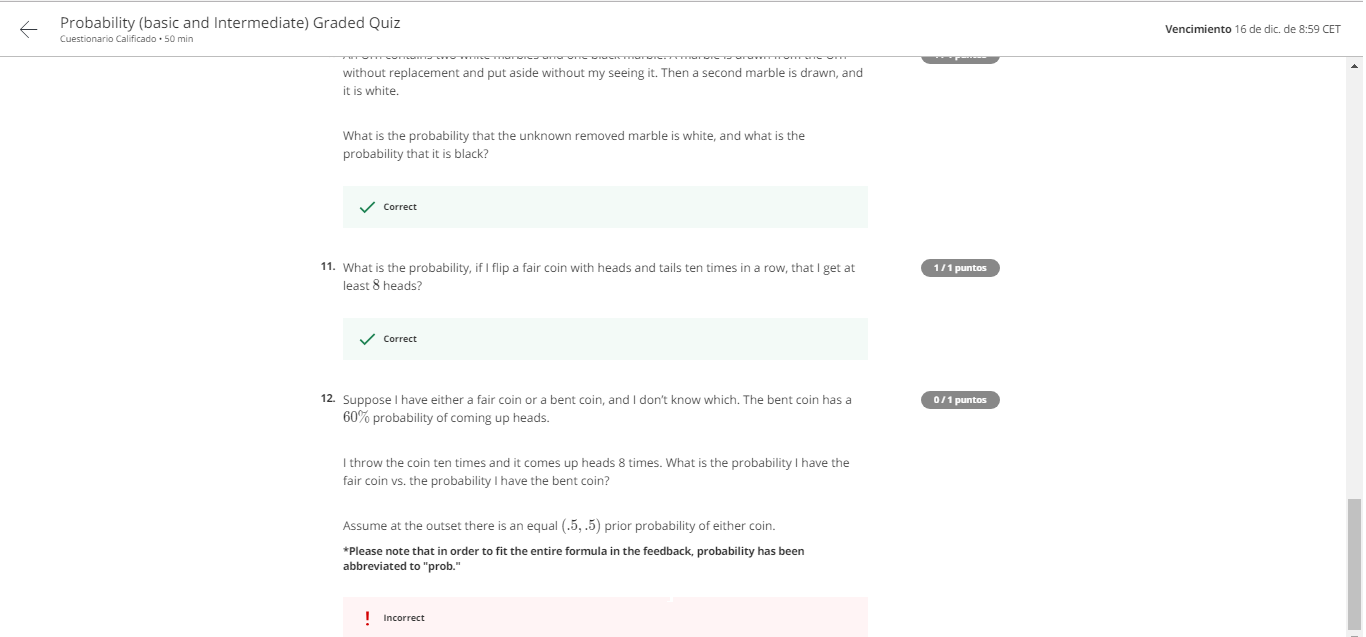 Probability (basic and Intermediate) Graded Quiz
Cuestionario Calificado • 50 min
Vencimiento 16 de dic. de 8:59 CET
without replacement and put aside without my seeing it. Then a second marble is drawn, and
it is white.
What is the probability that the unknown removed marble is white, and what is the
probability that it is black?
Correct
11. What is the probability, if I flip a fair coin with heads and tails ten times in a row, that I get at
least 8 heads?
1 / 1 puntos
Correct
12. Suppose I have either a fair coin or a bent coin, and I don't know which. The bent coin has a
60% probability of coming up heads.
0 / 1 puntos
I throw the coin ten times and it comes up heads 8 times. What is the probability I have the
fair coin vs. the probability I have the bent coin?
Assume at the outset there is an equal (.5, .5) prior probability of either coin.
*Please note that in order to fit the entire formula in the feedback, probability has been
abbreviated to "prob."
! Incorrect